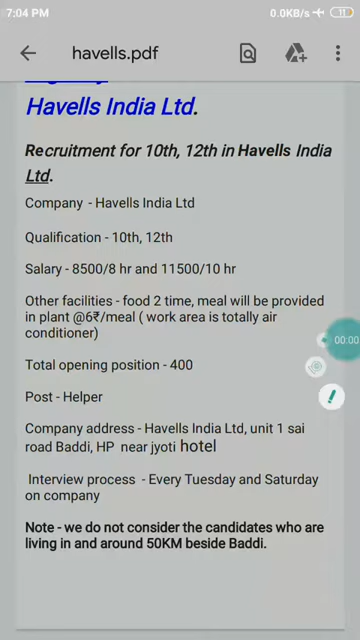 7:04 PM
0.0KB/s
11
havells.pdf
Havells India Ltd.
Recruitment for 10th, 12th in Havells India
Ltd.
Company - Havells India Ltd
Qualification - 10th, 12th
Salary - 8500/8 hr and 11500/10 hr
Other facilities - food 2 time, meal will be provided
in plant @6₹/meal ( work area is totally air
conditioner)
00:00
Total opening position - 400
Post - Helper
Company address - Havells India Ltd, unit 1 sai
road Baddi, HP near jyoti hotel
Interview process - Every Tuesday and Saturday
on company
Note - we do not consider the candidates who are
living in and around 50KM beside Baddi.